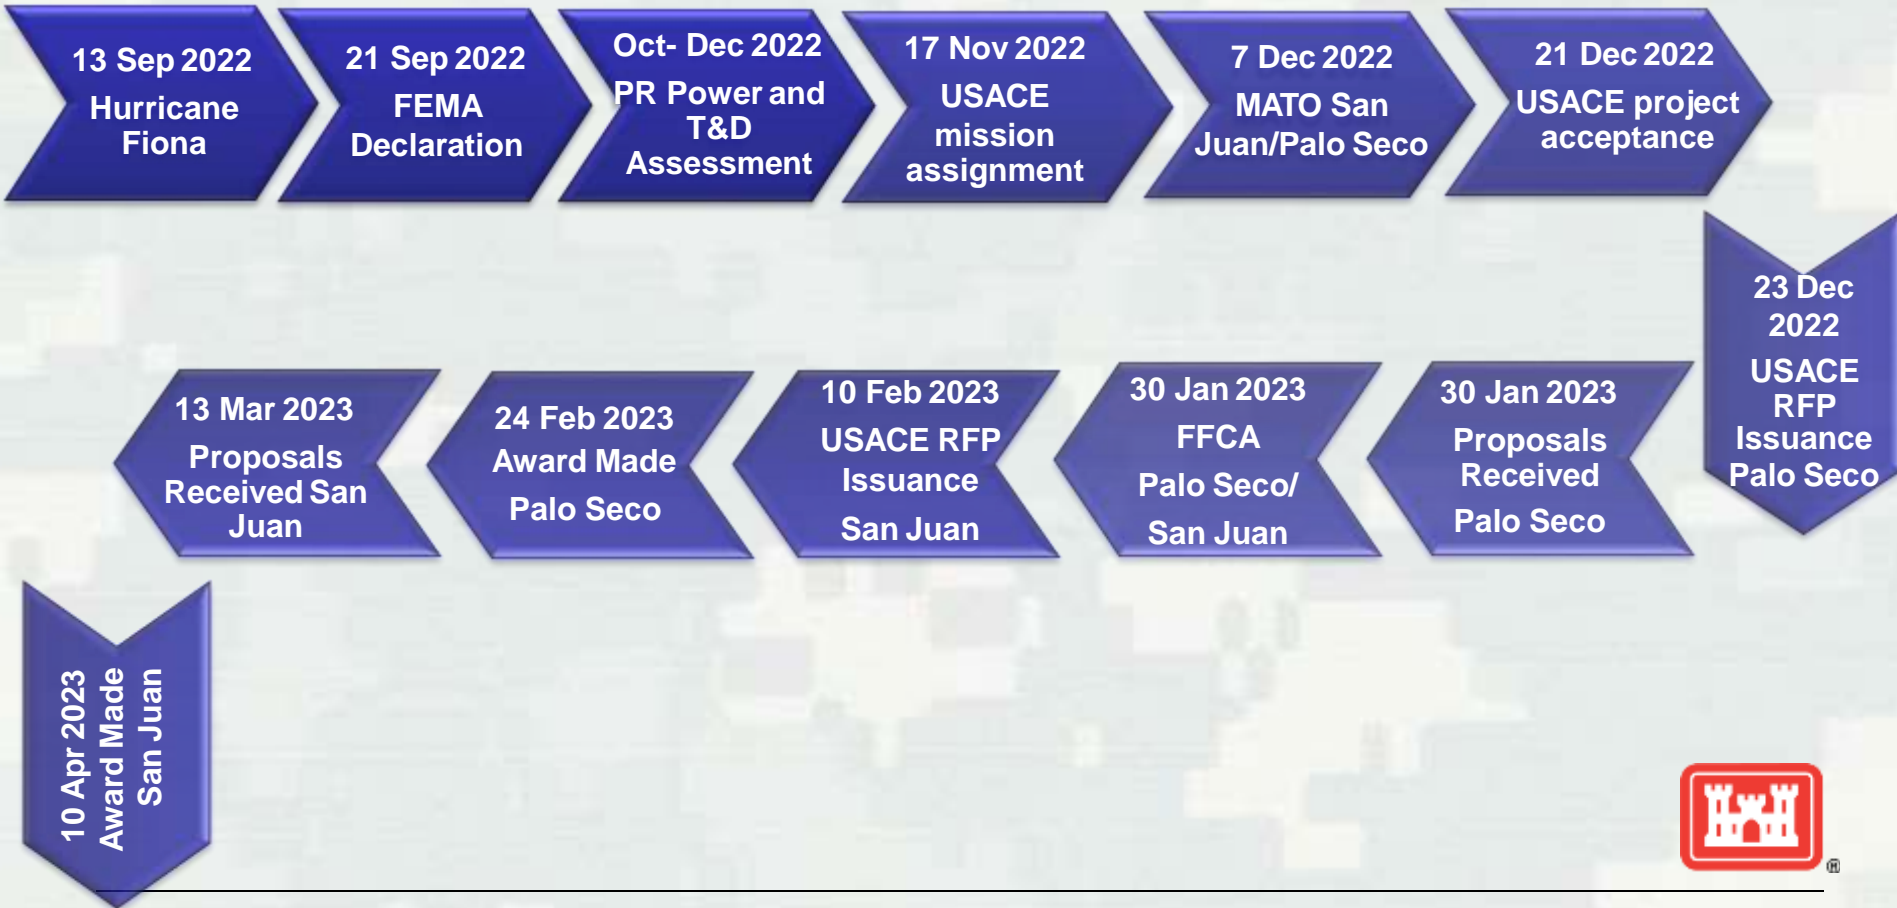 13 Sep 2022
Hurricane
Fiona
21 Sep 2022
FEMA
Declaration
Oct- Dec 2022
PR Power and
T&D
Assessment
17 Nov 2022
USACE
mission
assignment
7 Dec 2022
MATO San
Juan/Palo Seco
21 Dec 2022
USACE project
acceptance
23 Dec
2022
USACE
RFP
Issuance
Palo Seco
30 Jan 2023
Proposals
Received
Palo Seco
30 Jan 2023
FFCA
Palo Seco/
San Juan
10 Feb 2023
USACE RFP
Issuance
San Juan
24 Feb 2023
Award Made
Palo Seco
13 Mar 2023
Proposals
Received San
Juan
10 Apr 2023
Award Made
San Juan
®